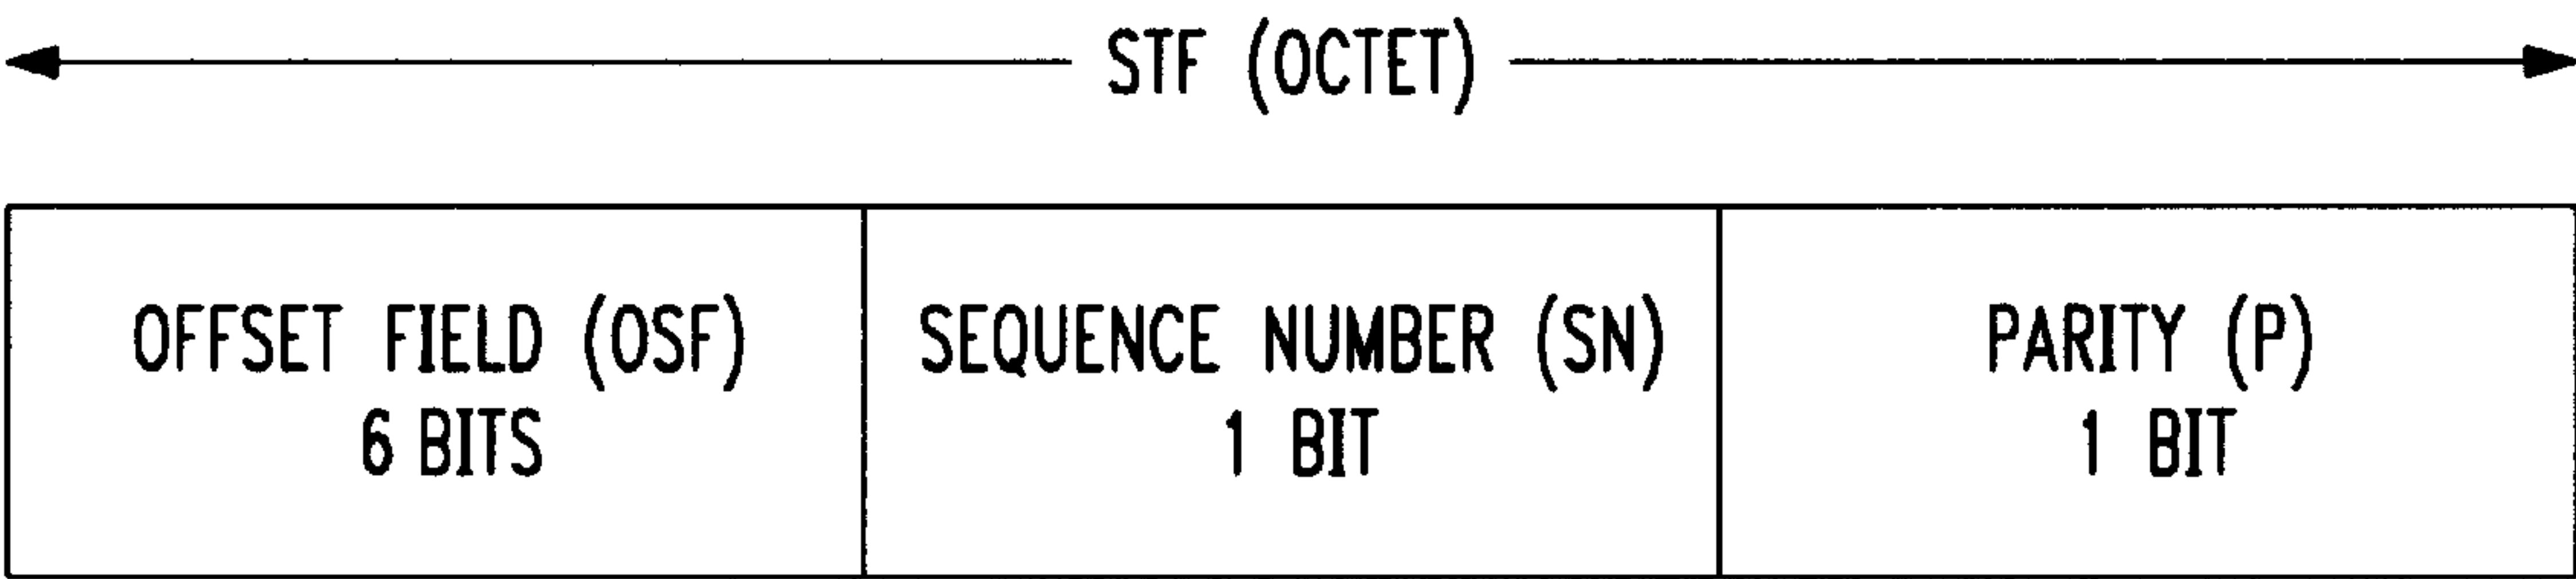 STF (OCTET)
OFFSET FIELD (OSF)
6 BITS
SEQUENCE NUMBER (SN)
1 BIT
PARITY (P)
1 BIT